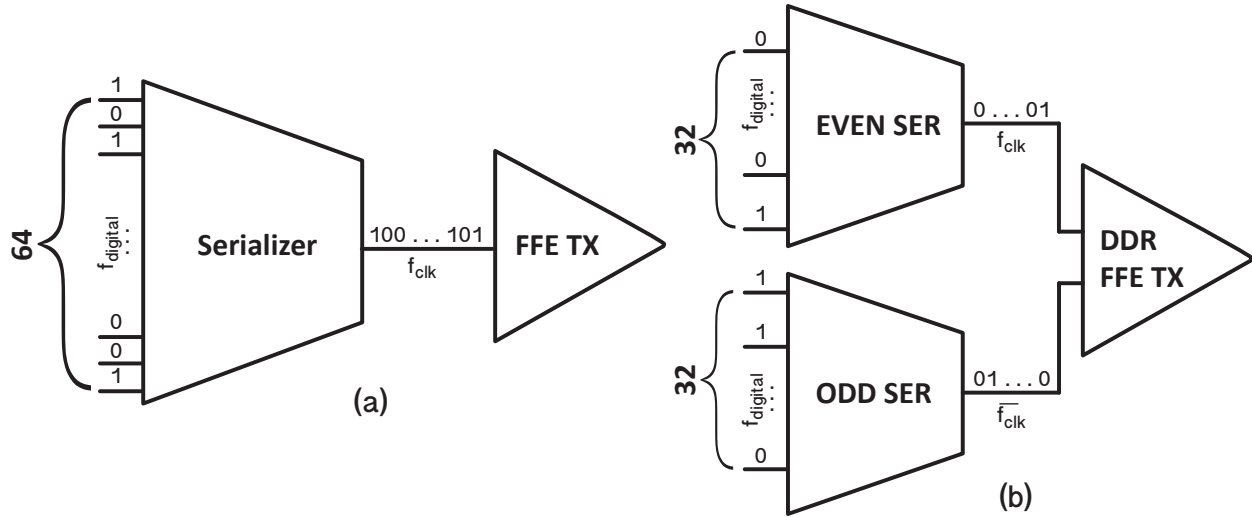 64
1
0
1
f_digital
...
0
0
1
Serializer
100 ... 101
f_clk
FFE TX
(a)
32
0
f_digital
...
0
1
EVEN SER
0 ... 01
f_clk
32
1
1
f_digital
...
0
ODD SER
01 ... 0
f̅_clk
DDR
FFE TX
(b)